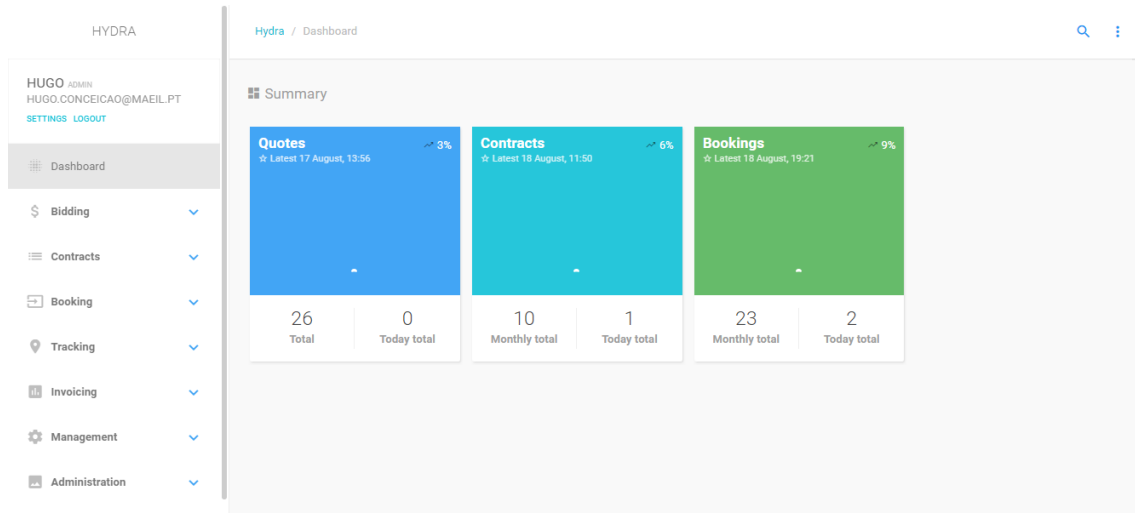 HYDRA
Hydra / Dashboard
HUGO ADMIN
HUGO.CONCEICAO@MAEIL.PT
SETTINGS LOGOUT
Dashboard
Bidding
Contracts
Booking
Tracking
Invoicing
Management
Administration
Summary
Quotes 3%
Latest 17 August, 13:56
26 0
Total Today total
Contracts 6%
Latest 18 August, 11:50
10 1
Monthly total Today total
Bookings 9%
Latest 18 August, 19:21
23 2
Monthly total Today total